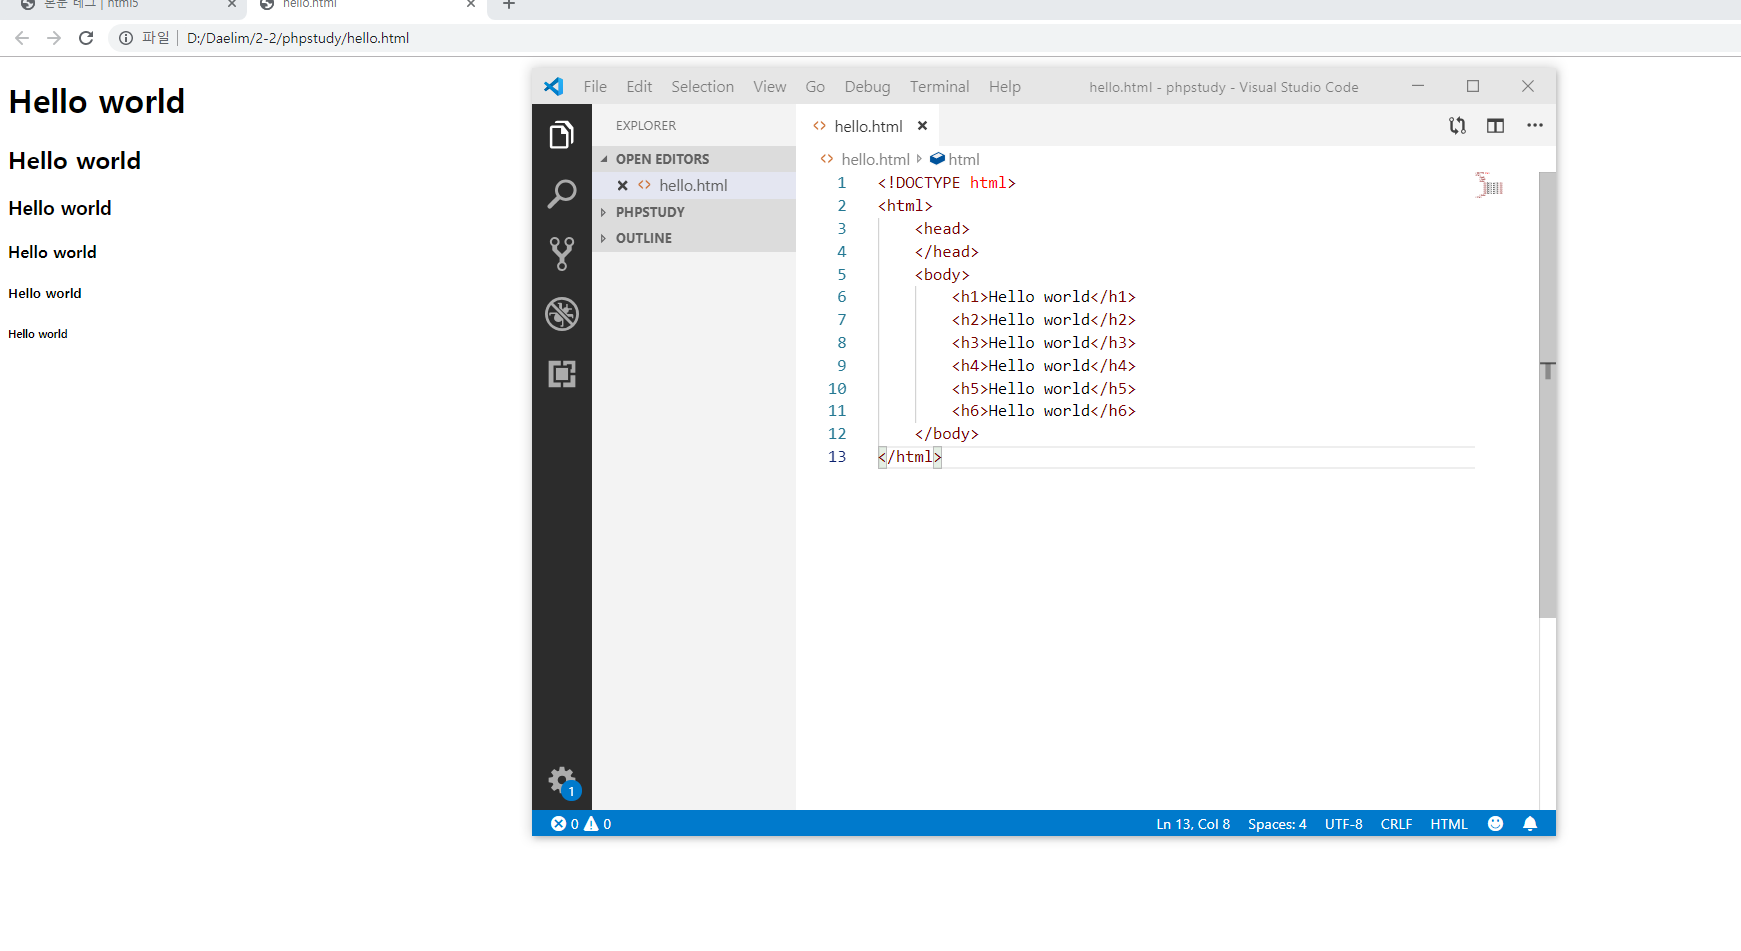 본문 태그 | html5
hello.html
파일 | D:/Daelim/2-2/phpstudy/hello.html
Hello world
Hello world
Hello world
Hello world
Hello world
Hello world
File Edit Selection View Go Debug Terminal Help hello.html - phpstudy - Visual Studio Code
EXPLORER
OPEN EDITORS
hello.html
PHPSTUDY
OUTLINE
hello.html
hello.html html
1 <!DOCTYPE html>
2 <html>
3 <head>
4 </head>
5 <body>
6 <h1>Hello world</h1>
7 <h2>Hello world</h2>
8 <h3>Hello world</h3>
9 <h4>Hello world</h4>
10 <h5>Hello world</h5>
11 <h6>Hello world</h6>
12 </body>
13 </html>
1
0 0 Ln 13, Col 8 Spaces: 4 UTF-8 CRLF HTML